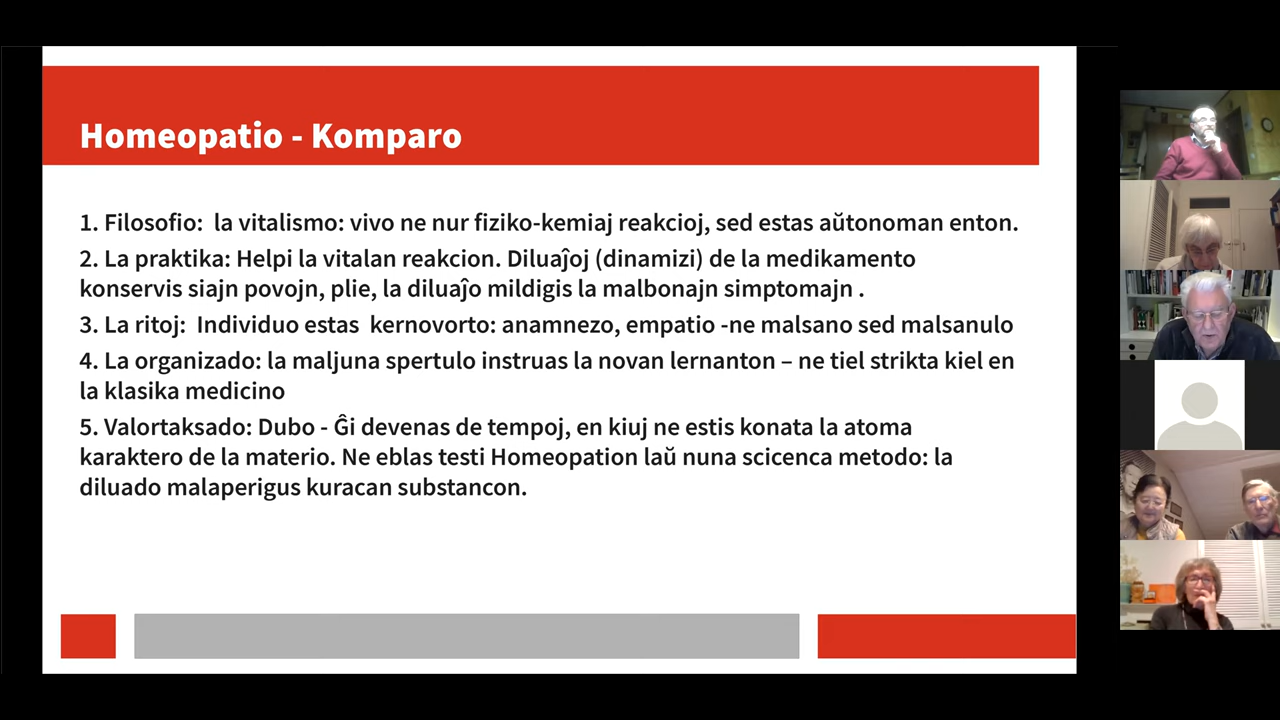 Homeopatio - Komparo
1. Filosofio: la vitalismo: vivo ne nur fiziko-kemiaj reakcioj, sed estas aŭtonoman enton.
2. La praktika: Helpi la vitalan reakcion. Diluaĵoj (dinamizi) de la medikamento
konservis siajn povojn, plie, la diluaĵo mildigis la malbonajn simptomajn .
3. La ritoj: Individuo estas kernovorto: anamnezo, empatio -ne malsano sed malsanulo
4. La organizado: la maljuna spertulo instruas la novan lernanton – ne tiel strikta kiel en
la klasika medicino
5. Valortaksado: Dubo - Ĝi devenas de tempoj, en kiuj ne estis konata la atoma
karaktero de la materio. Ne eblas testi Homeopation laŭ nuna scicenca metodo: la
diluado malaperigus kuracan substancon.